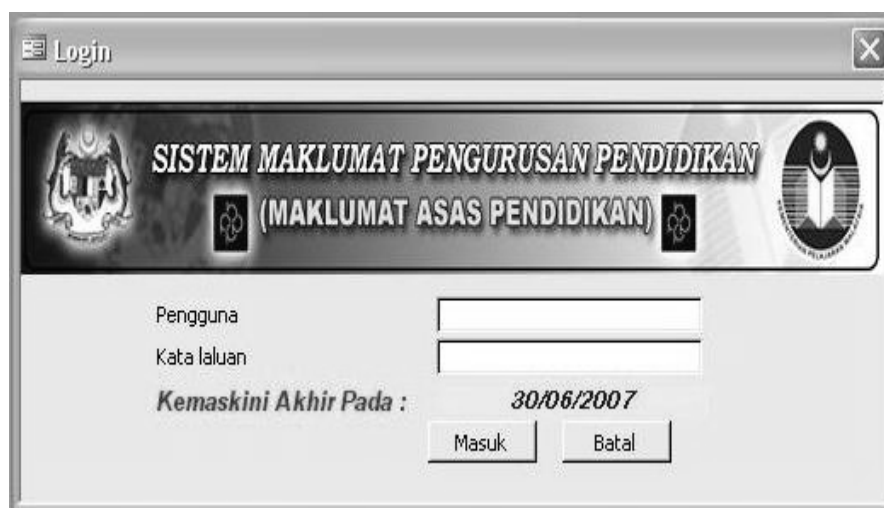 Login
SISTEM MAKLUMAT PENGURUSAN PENDIDIKAN
(MAKLUMAT ASAS PENDIDIKAN)
Pengguna
Kata laluan
Kemaskini Akhir Pada : 30/06/2007
Masuk Batal